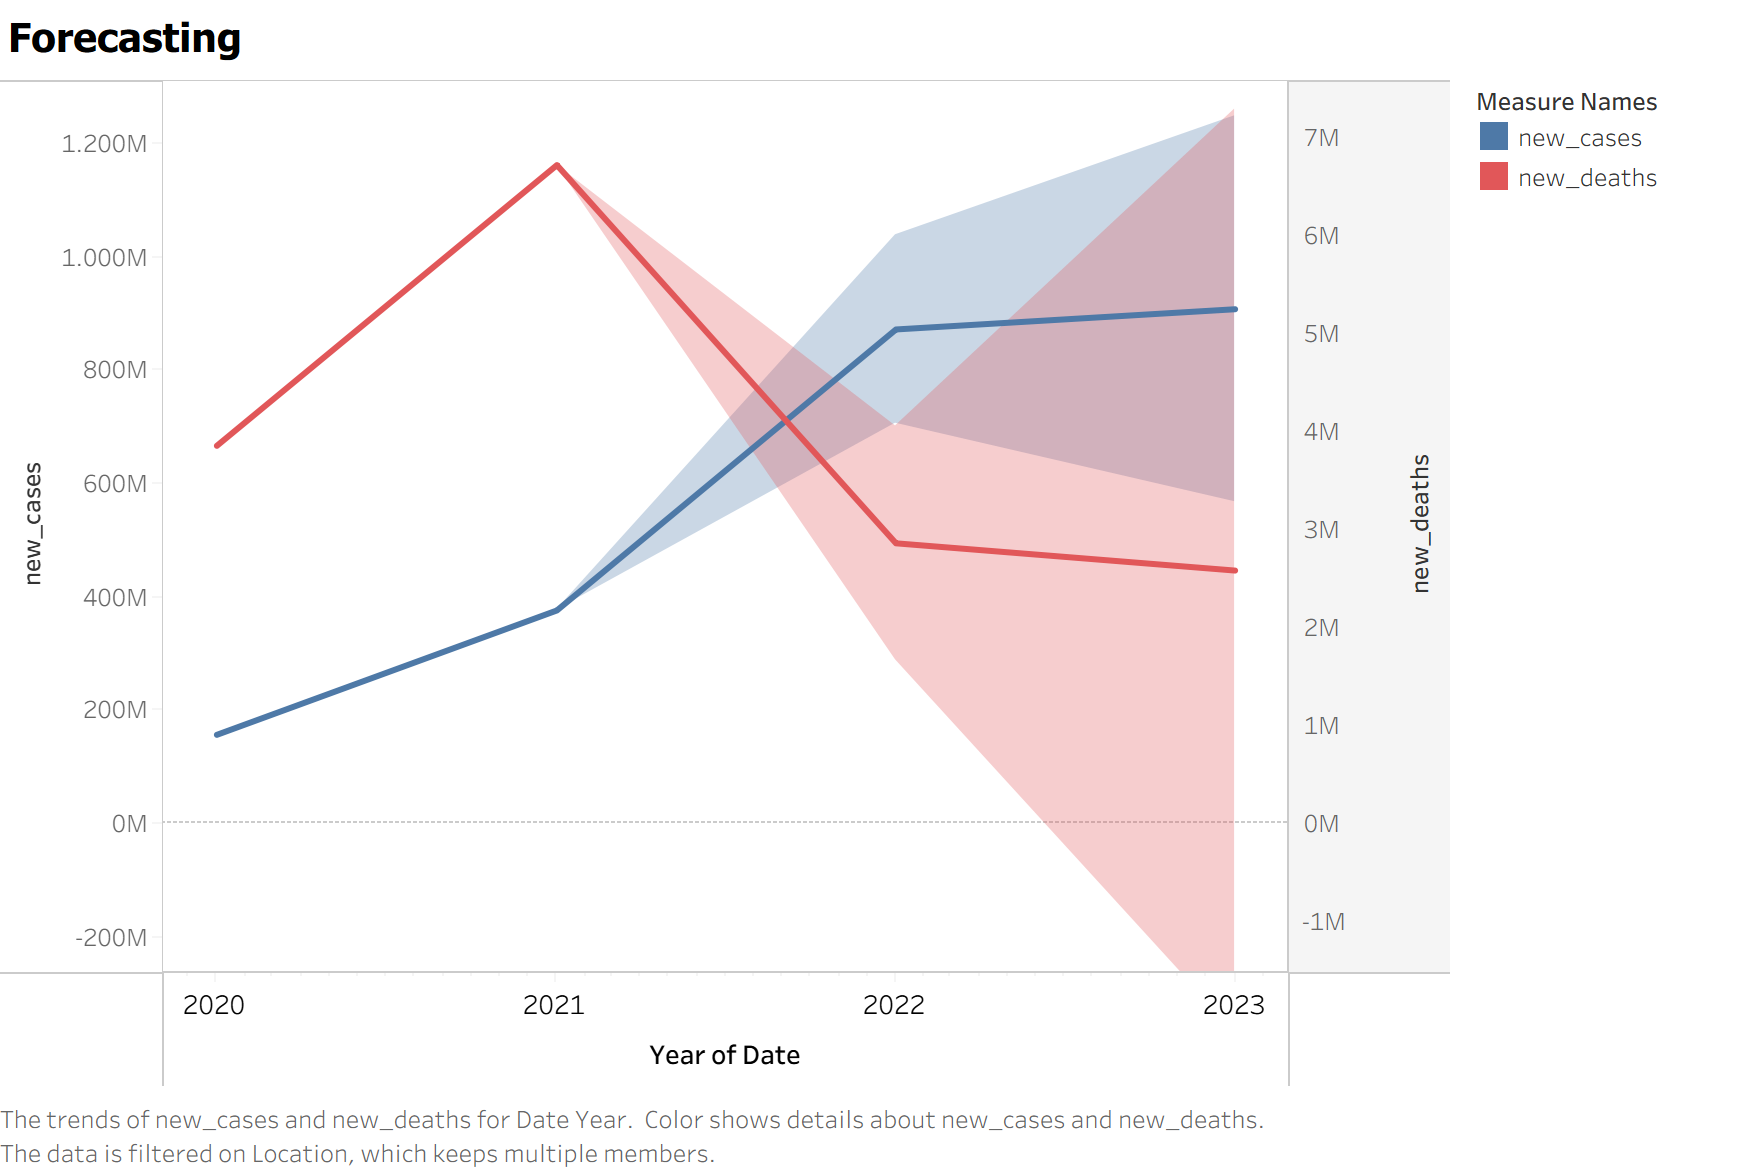 Forecasting
Measure Names
new_cases
new_deaths
1.200M
1.000M
800M
600M
400M
200M
0M
-200M
new_cases
7M
6M
5M
4M
3M
2M
1M
0M
-1M
new_deaths
2020 2021 2022 2023
Year of Date
The trends of new_cases and new_deaths for Date Year.  Color shows details about new_cases and new_deaths.
The data is filtered on Location, which keeps multiple members.